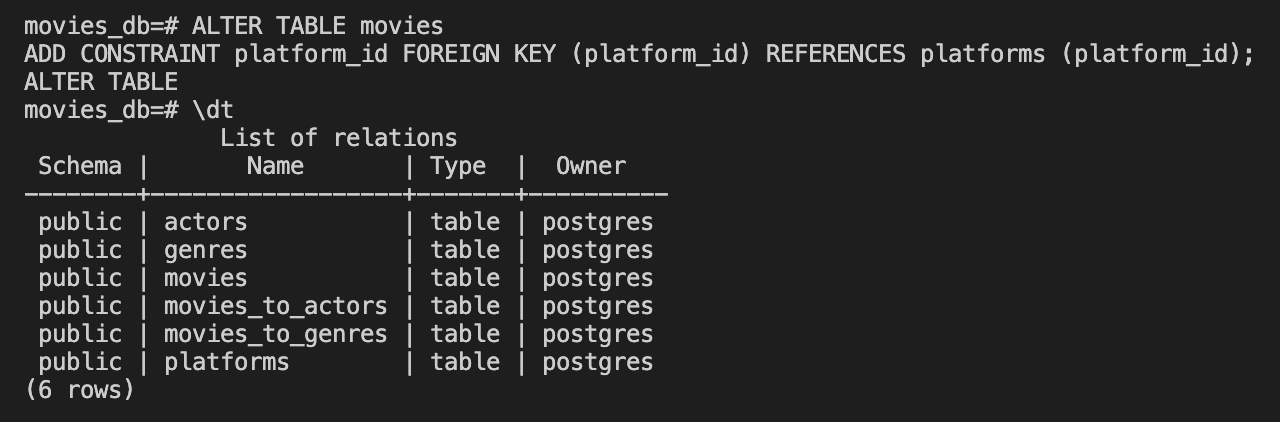 movies_db=# ALTER TABLE movies
ADD CONSTRAINT platform_id FOREIGN KEY (platform_id) REFERENCES platforms (platform_id);
ALTER TABLE
movies_db=# \dt
              List of relations
 Schema |       Name       | Type  |  Owner
--------+------------------+-------+----------
 public | actors           | table | postgres
 public | genres           | table | postgres
 public | movies           | table | postgres
 public | movies_to_actors | table | postgres
 public | movies_to_genres | table | postgres
 public | platforms        | table | postgres
(6 rows)